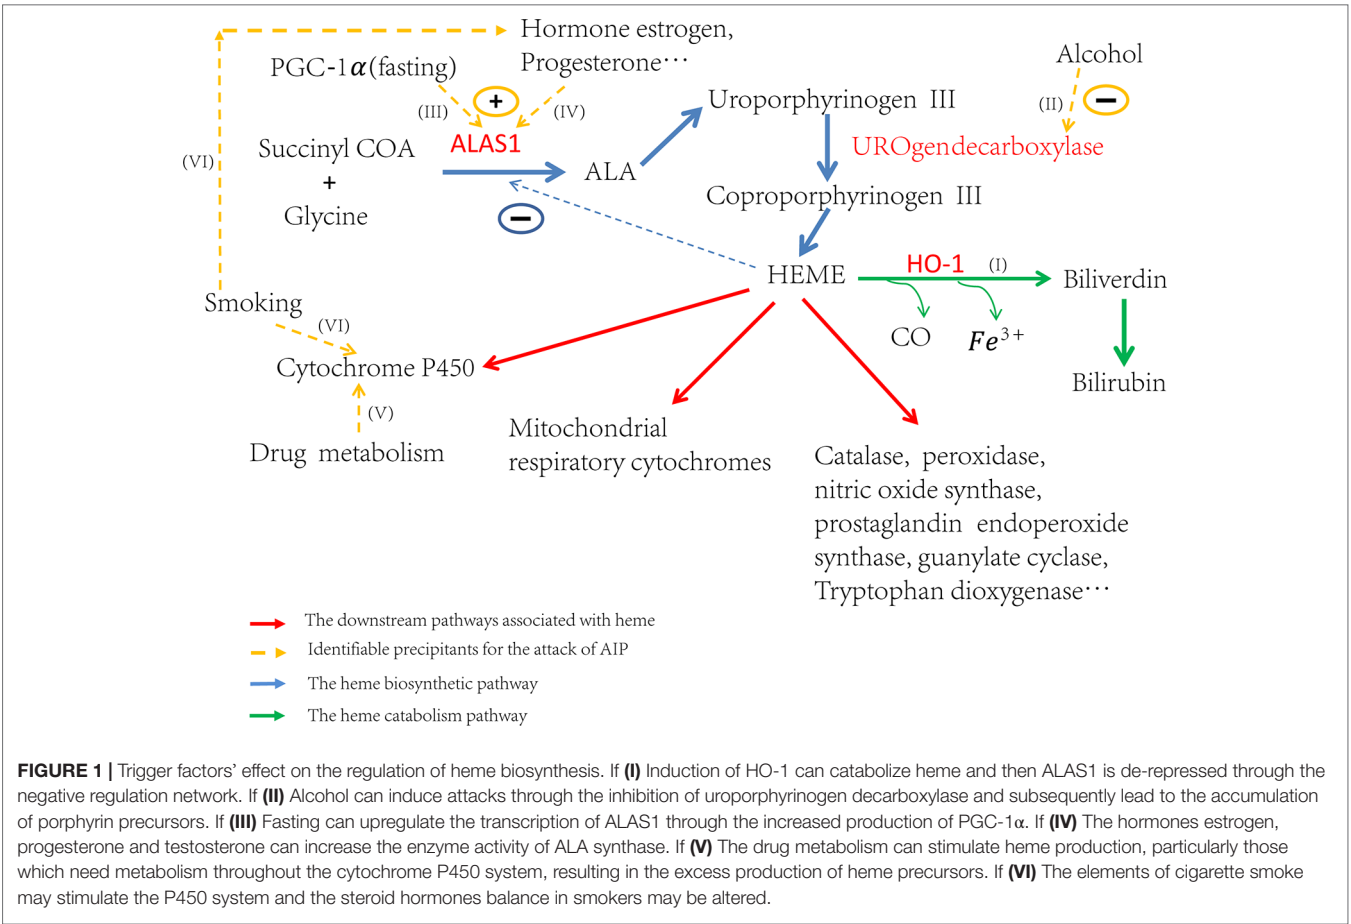 Hormone estrogen,
Progesterone⋯
PGC-1α(fasting)
Alcohol
+
(III)
(IV)
(II)
−
Uroporphyrinogen III
ALAS1
URO​gendecarboxylase
(VI)
Succinyl COA
+
Glycine
ALA
Coproporphyrinogen III
−
HEME
HO-1
(I)
Biliverdin
Smoking
(VI)
CO
Fe3+
Cytochrome P450
Bilirubin
(V)
Drug metabolism
Mitochondrial
respiratory cytochromes
Catalase, peroxidase,
nitric oxide synthase,
prostaglandin endoperoxide
synthase, guanylate cyclase,
Tryptophan dioxygenase⋯
The downstream pathways associated with heme
Identifiable precipitants for the attack of AIP
The heme biosynthetic pathway
The heme catabolism pathway
FIGURE 1 | Trigger factors' effect on the regulation of heme biosynthesis. If (I) Induction of HO-1 can catabolize heme and then ALAS1 is de-repressed through the
negative regulation network. If (II) Alcohol can induce attacks through the inhibition of uroporphyrinogen decarboxylase and subsequently lead to the accumulation
of porphyrin precursors. If (III) Fasting can upregulate the transcription of ALAS1 through the increased production of PGC-1α. If (IV) The hormones estrogen,
progesterone and testosterone can increase the enzyme activity of ALA synthase. If (V) The drug metabolism can stimulate heme production, particularly those
which need metabolism throughout the cytochrome P450 system, resulting in the excess production of heme precursors. If (VI) The elements of cigarette smoke
may stimulate the P450 system and the steroid hormones balance in smokers may be altered.